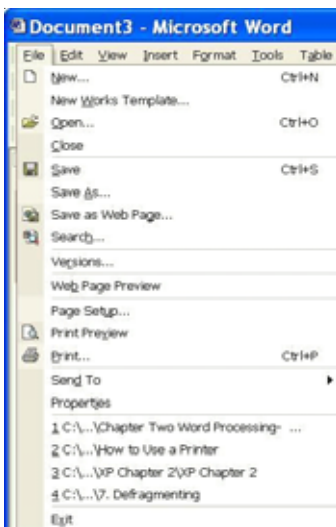 Document3 - Microsoft Word
File Edit View Insert Format Tools Table
New... Ctrl+N
New Works Template...
Open... Ctrl+O
Close
Save Ctrl+S
Save As...
Save as Web Page...
Search...
Versions...
Web Page Preview
Page Setup...
Print Preview
Print... Ctrl+P
Send To
Properties
1 C:\...\Chapter Two Word Processing- ...
2 C:\...\How to Use a Printer
3 C:\...\XP Chapter 2\XP Chapter 2
4 C:\...\7. Defragmenting
Exit